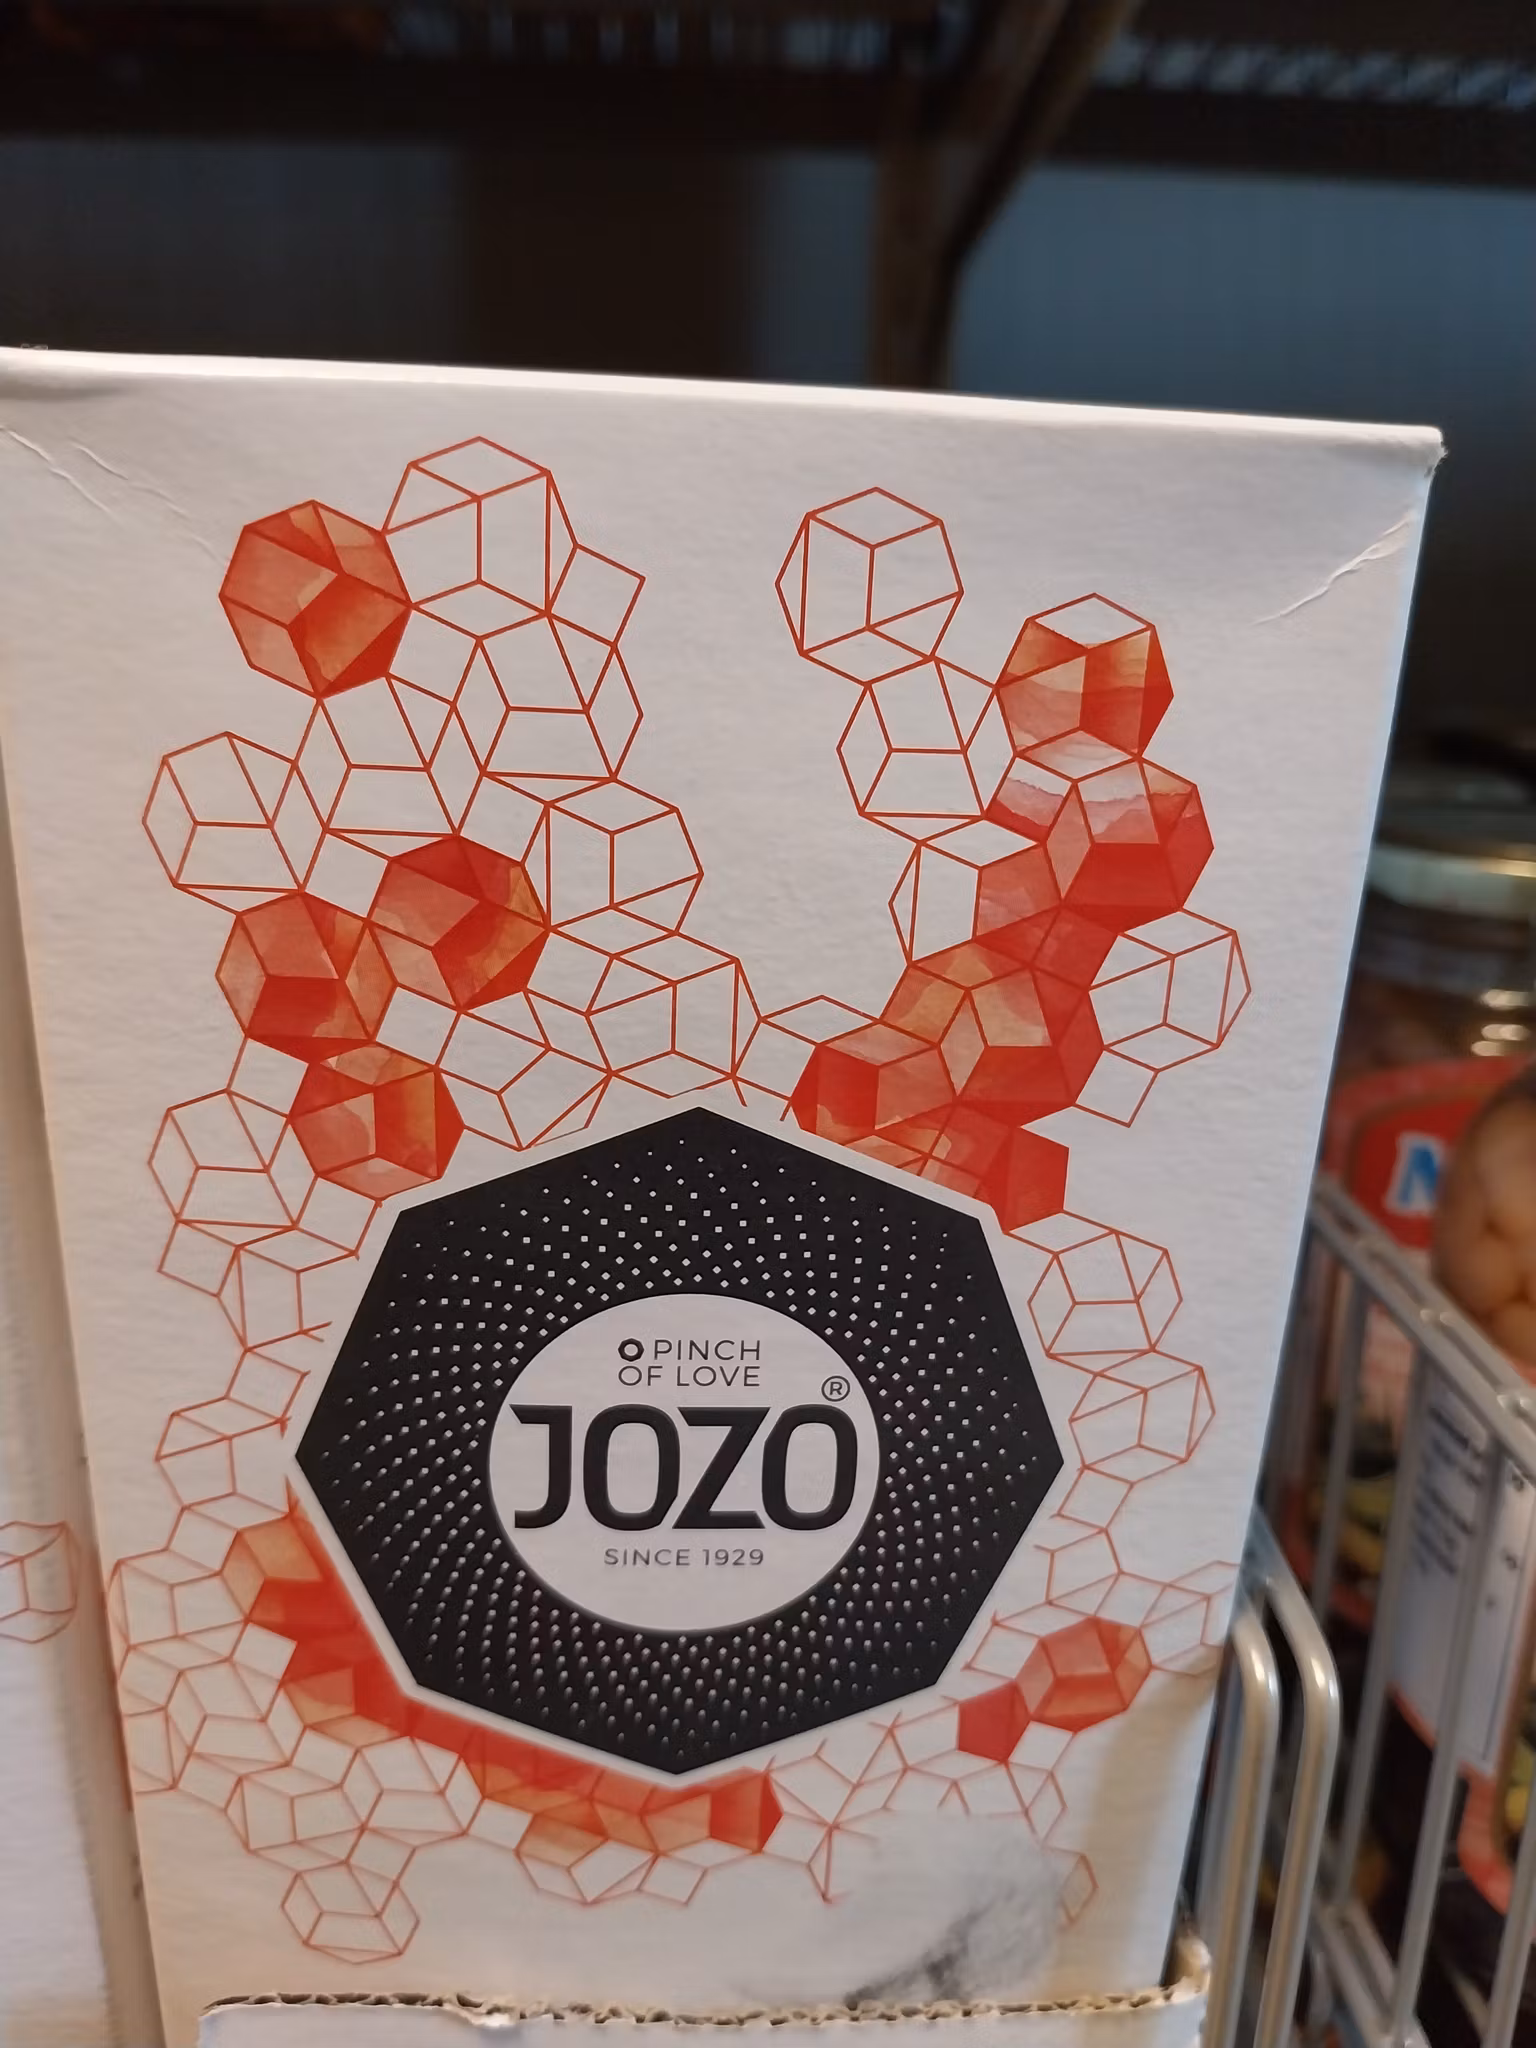 PINCH
OF LOVE
JOZO®
SINCE 1929